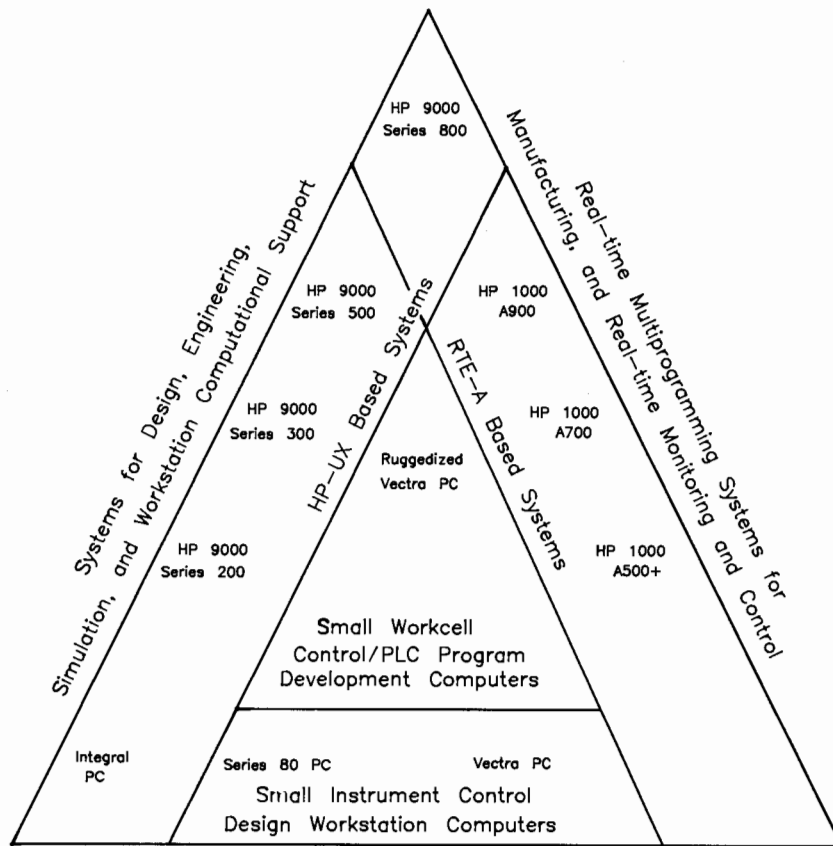 HP 9000
Series 800
Systems for Design, Engineering,
Simulation, and Workstation Computational Support
Real-time Multiprogramming Systems for
Manufacturing, and Real-time Monitoring and Control
HP 9000
Series 500
HP-UX Based Systems
RTE-A Based Systems
HP 1000
A900
HP 9000
Series 300
HP 1000
A700
Ruggedized
Vectra PC
HP 9000
Series 200
HP 1000
A500+
Small Workcell
Control/PLC Program
Development Computers
Integral
PC
Series 80 PC
Vectra PC
Small Instrument Control
Design Workstation Computers